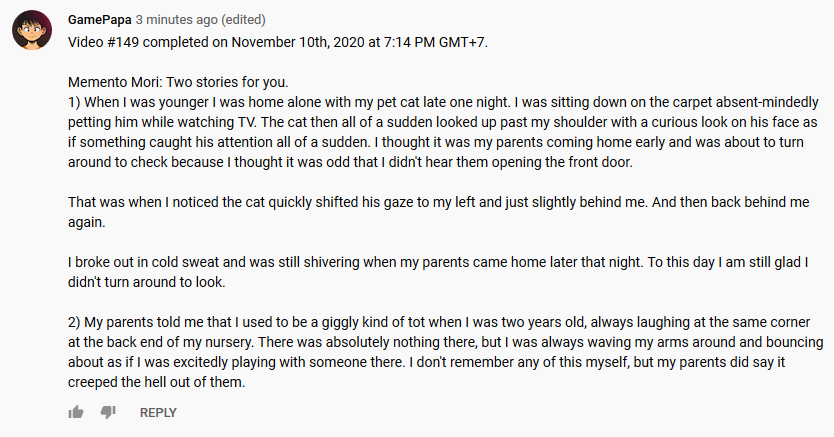 GamePapa 3 minutes ago (edited)
Video #149 completed on November 10th, 2020 at 7:14 PM GMT+7.
Memento Mori: Two stories for you.
1) When I was younger I was home alone with my pet cat late one night. I was sitting down on the carpet absent-mindedly
petting him while watching TV. The cat then all of a sudden looked up past my shoulder with a curious look on his face as
if something caught his attention all of a sudden. I thought it was my parents coming home early and was about to turn
around to check because I thought it was odd that I didn't hear them opening the front door.
That was when I noticed the cat quickly shifted his gaze to my left and just slightly behind me. And then back behind me
again.
I broke out in cold sweat and was still shivering when my parents came home later that night. To this day I am still glad I
didn't turn around to look.
2) My parents told me that I used to be a giggly kind of tot when I was two years old, always laughing at the same corner
at the back end of my nursery. There was absolutely nothing there, but I was always waving my arms around and bouncing
about as if I was excitedly playing with someone there. I don't remember any of this myself, but my parents did say it
creeped the hell out of them.
REPLY